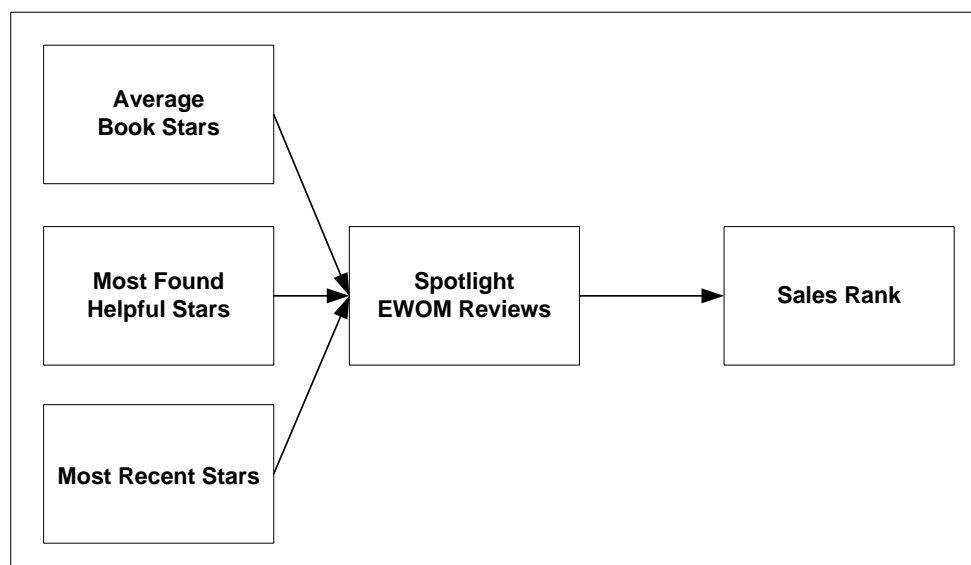 Average
Book Stars
Most Found
Helpful Stars
Spotlight
EWOM Reviews
Sales Rank
Most Recent Stars